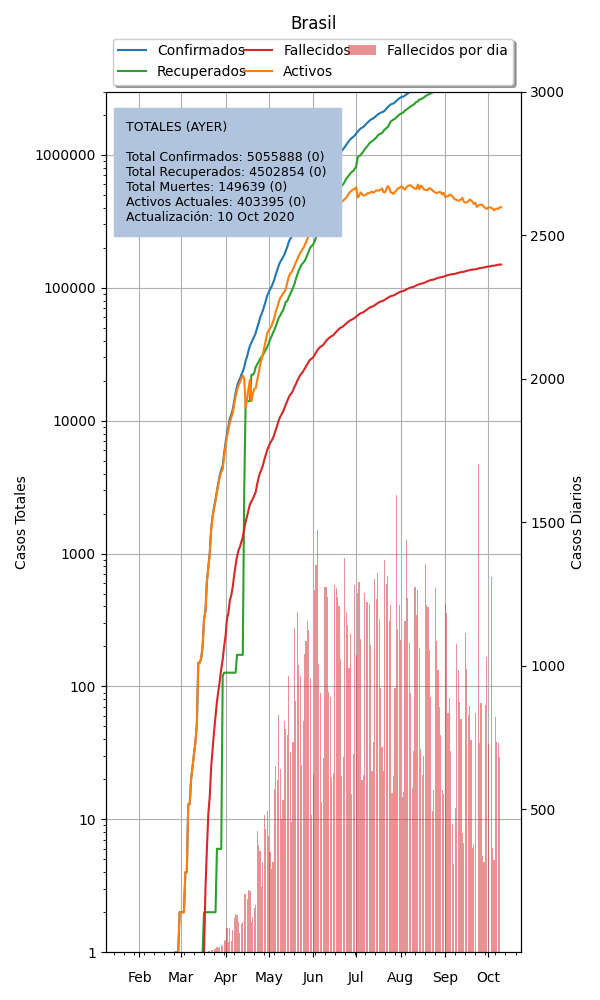 Brasil
Confirmados Fallecidos Fallecidos por dia
Recuperados Activos
TOTALES (AYER)
Total Confirmados: 5055888 (0)
Total Recuperados: 4502854 (0)
Total Muertes: 149639 (0)
Activos Actuales: 403395 (0)
Actualización: 10 Oct 2020
Casos Totales
1000000
100000
10000
1000
100
10
1
3000
2500
2000
1500
1000
500
Casos Diarios
Feb Mar Apr May Jun Jul Aug Sep Oct